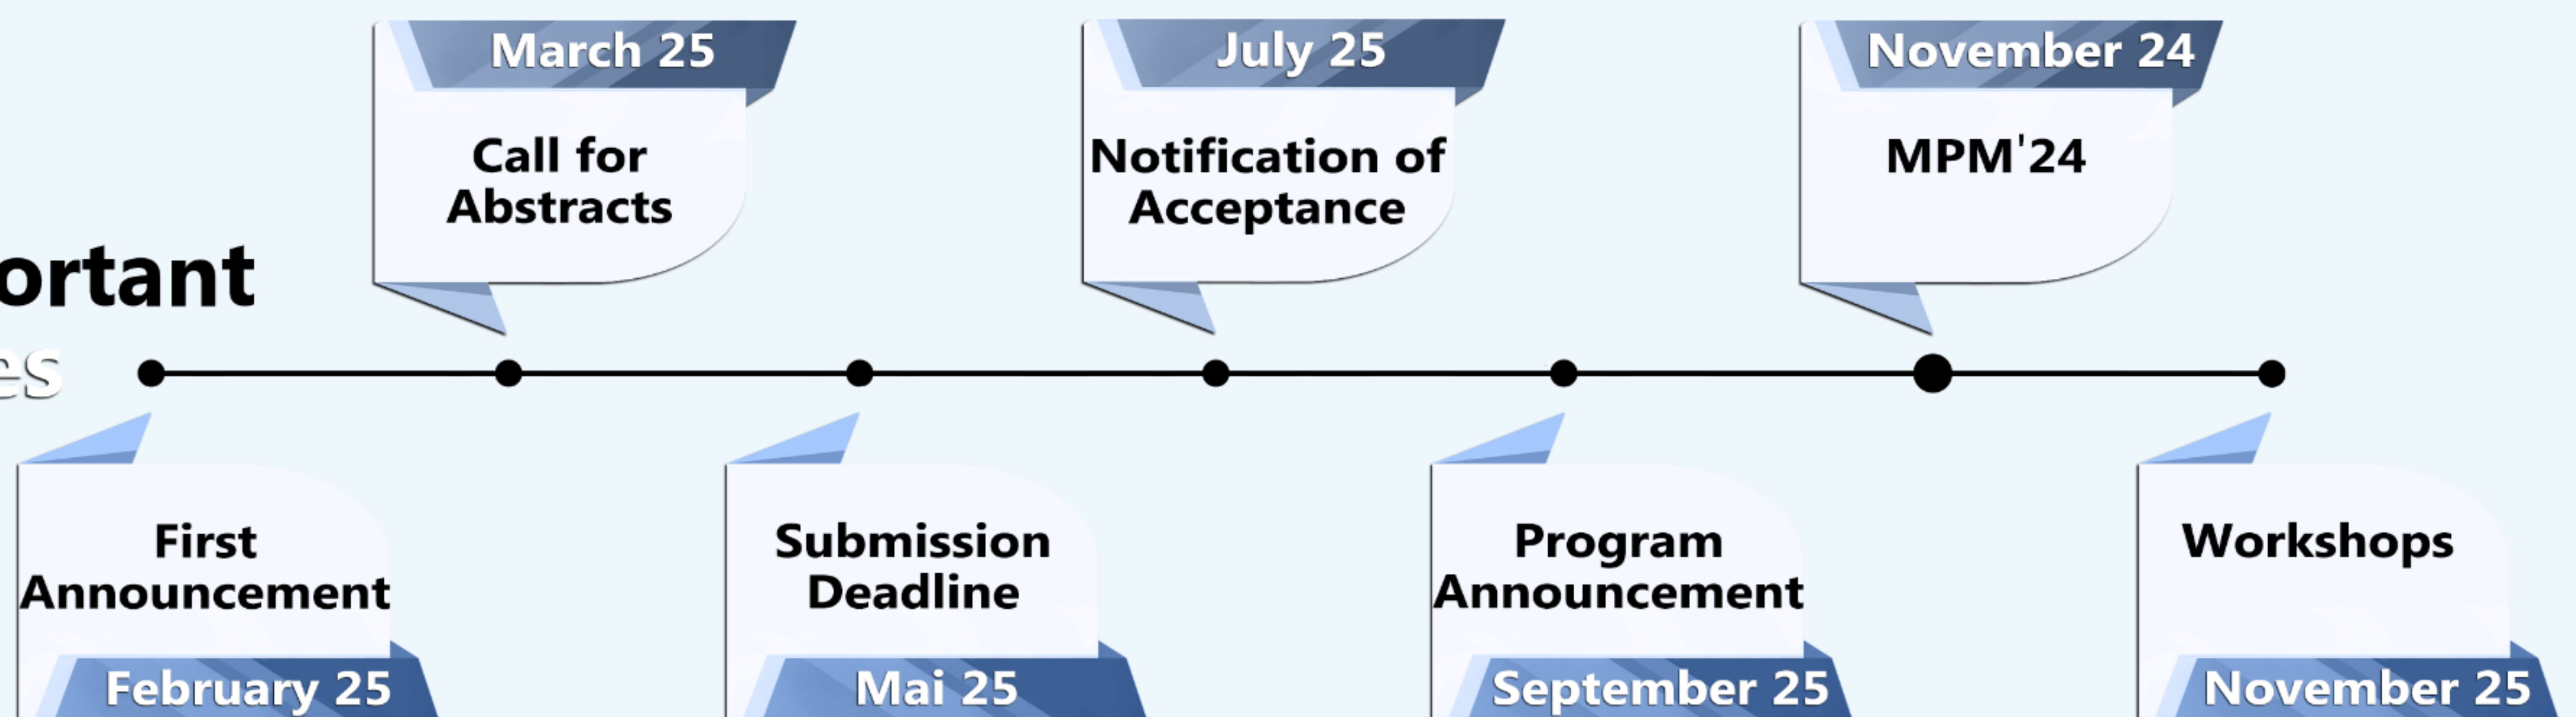 March 25
Call for
Abstracts
July 25
Notification of
Acceptance
November 24
MPM'24
ortant
es
First
Announcement
February 25
Submission
Deadline
Mai 25
Program
Announcement
September 25
Workshops
November 25